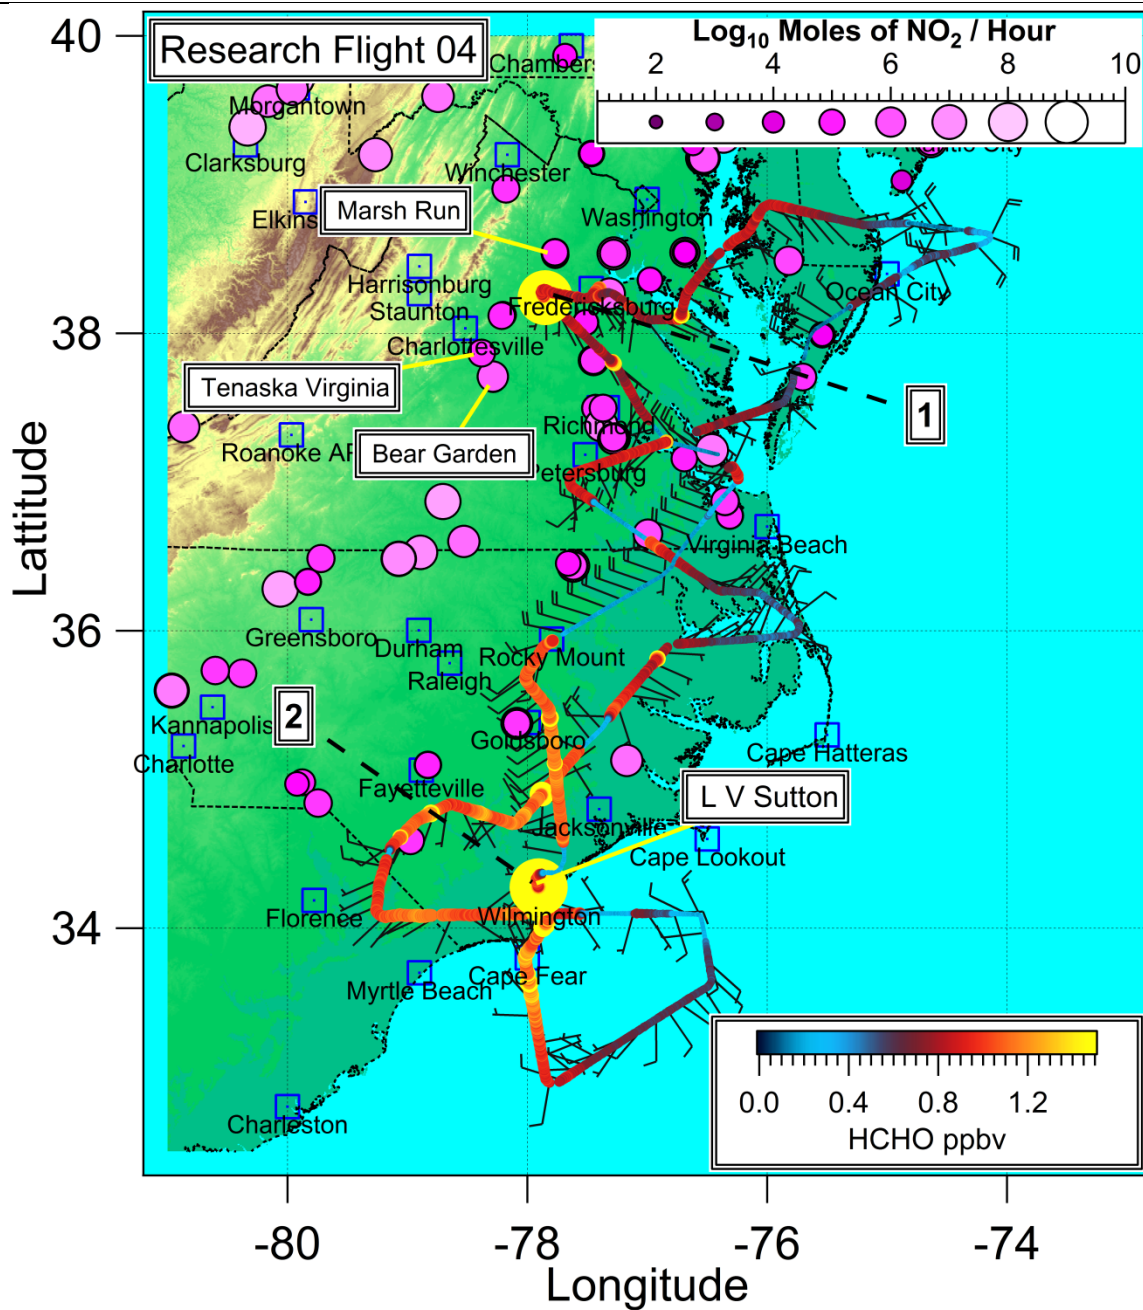 Research Flight 04
Log₁₀ Moles of NO₂ / Hour
2 4 6 8 10
40
38
36
34
Lattitude
-80 -78 -76 -74
Longitude
Chambers
Morgantown
Clarksburg
Winchester
Elkins
Marsh Run
Washington
Harrisonburg
Staunton
Fredericksburg
Ocean City
Charlottesville
Tenaska Virginia
1
Richmond
Roanoke AP
Bear Garden
Petersburg
Virginia Beach
Greensboro
Durham
Rocky Mount
Raleigh
2
Kannapolis
Goldsboro
Cape Hatteras
Charlotte
Fayetteville
L V Sutton
Jacksonville
Cape Lookout
Florence
Wilmington
Cape Fear
Myrtle Beach
Charleston
0.0 0.4 0.8 1.2
HCHO ppbv